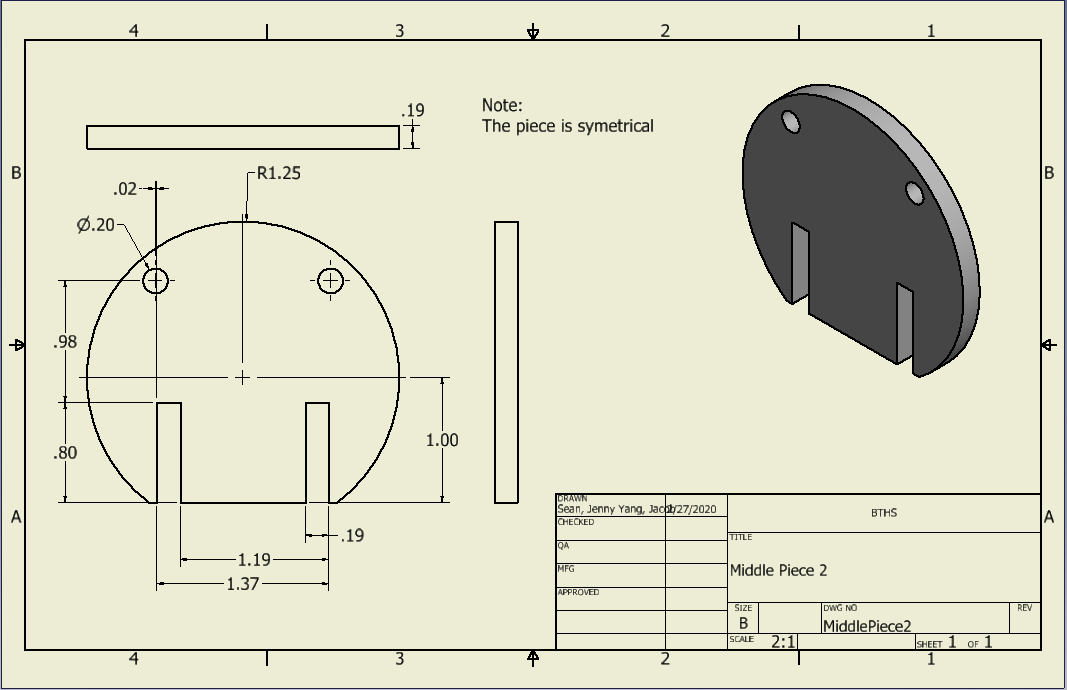 4 3 2 1
.19
Note:
The piece is symetrical
B B
R1.25
.02
Ø.20
.98
1.00
.80
.19
1.19
1.37
A A
DRAWN
Sean, Jenny Yang, Jacob
/27/2020
CHECKED
QA
MFG
APPROVED
BTHS
TITLE
Middle Piece 2
SIZE
B
DWG NO
MiddlePiece2
REV
SCALE
2:1
SHEET 1 OF 1
4 3 2 1